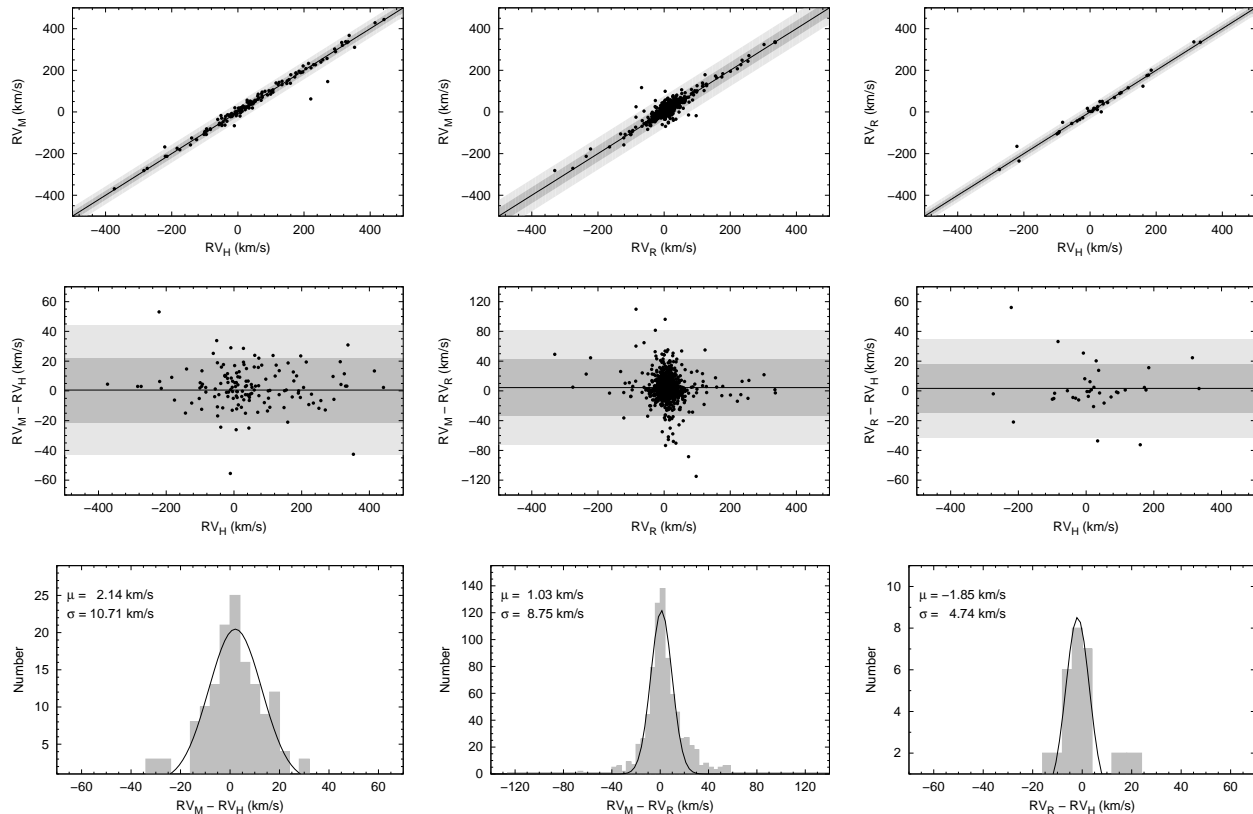 400
200
0
−200
−400
RV_M (km/s)
−400 −200 0 200 400
RV_H (km/s)
400
200
0
−200
−400
RV_M (km/s)
−400 −200 0 200 400
RV_R (km/s)
400
200
0
−200
−400
RV_R (km/s)
−400 −200 0 200 400
RV_H (km/s)
60
40
20
0
−20
−40
−60
RV_M − RV_H (km/s)
−400 −200 0 200 400
RV_H (km/s)
120
80
40
0
−40
−80
−120
RV_M − RV_R (km/s)
−400 −200 0 200 400
RV_R (km/s)
60
40
20
0
−20
−40
−60
RV_R − RV_H (km/s)
−400 −200 0 200 400
RV_H (km/s)
μ = 2.14 km/s
σ = 10.71 km/s
25
20
15
10
5
Number
−60 −40 −20 0 20 40 60
RV_M − RV_H (km/s)
μ = 1.03 km/s
σ = 8.75 km/s
150
135
120
105
90
75
60
45
30
15
0
Number
−120 −80 −40 0 40 80 120
RV_M − RV_R (km/s)
μ = −1.85 km/s
σ = 4.74 km/s
10
8
6
4
2
Number
−60 −40 −20 0 20 40 60
RV_R − RV_H (km/s)